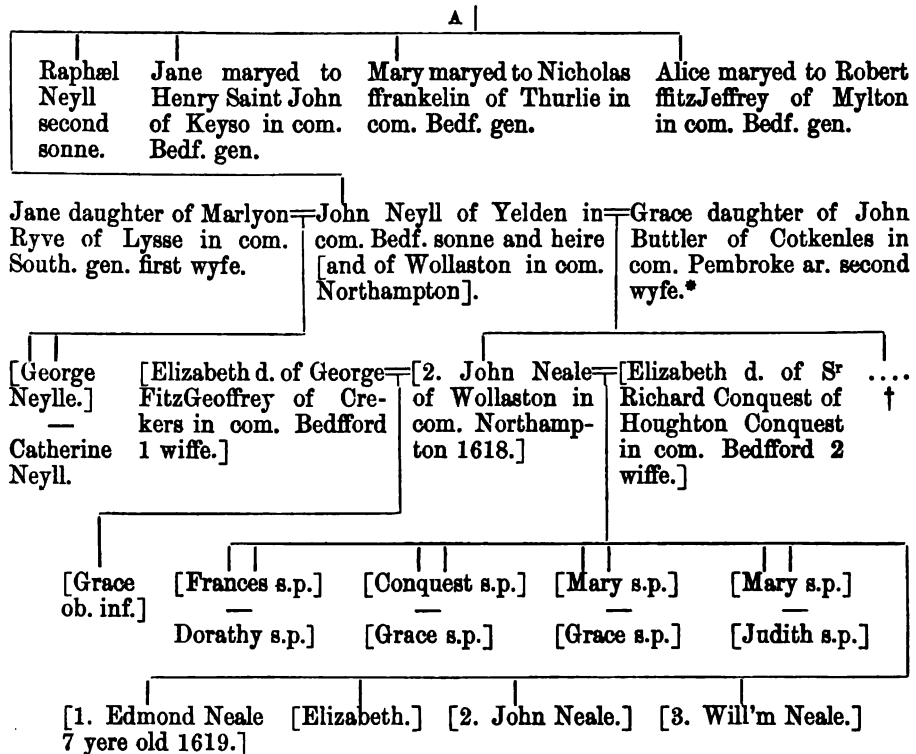 A
Raphæl
Neyll
second
sonne.
Jane maryed to
Henry Saint John
of Keyso in com.
Bedf. gen.
Mary maryed to Nicholas
ffrankelin of Thurlie in
com. Bedf. gen.
Alice maryed to Robert
ffitzJeffrey of Mylton
in com. Bedf. gen.
Jane daughter of Marlyon
Ryve of Lysse in com.
South. gen. first wyfe.
John Neyll of Yelden in
com. Bedf. sonne and heire
[and of Wollaston in com.
Northampton].
Grace daughter of John
Buttler of Cotkenles in
com. Pembroke ar. second
wyfe.*
[George
Neylle.]
—
Catherine
Neyll.
[Elizabeth d. of George
FitzGeoffrey of Cre-
kers in com. Bedfford
1 wiffe.]
[2. John Neale
of Wollaston in
com. Northamp-
ton 1618.]
[Elizabeth d. of Sʳ
Richard Conquest of
Houghton Conquest
in com. Bedfford 2
wiffe.]
....
†
[Grace
ob. inf.]
[Frances s.p.]
—
Dorathy s.p.]
[Conquest s.p.]
—
[Grace s.p.]
[Mary s.p.]
—
[Grace s.p.]
[Mary s.p.]
—
[Judith s.p.]
[1. Edmond Neale
7 yere old 1619.]
[Elizabeth.]
[2. John Neale.]
[3. Will'm Neale.]